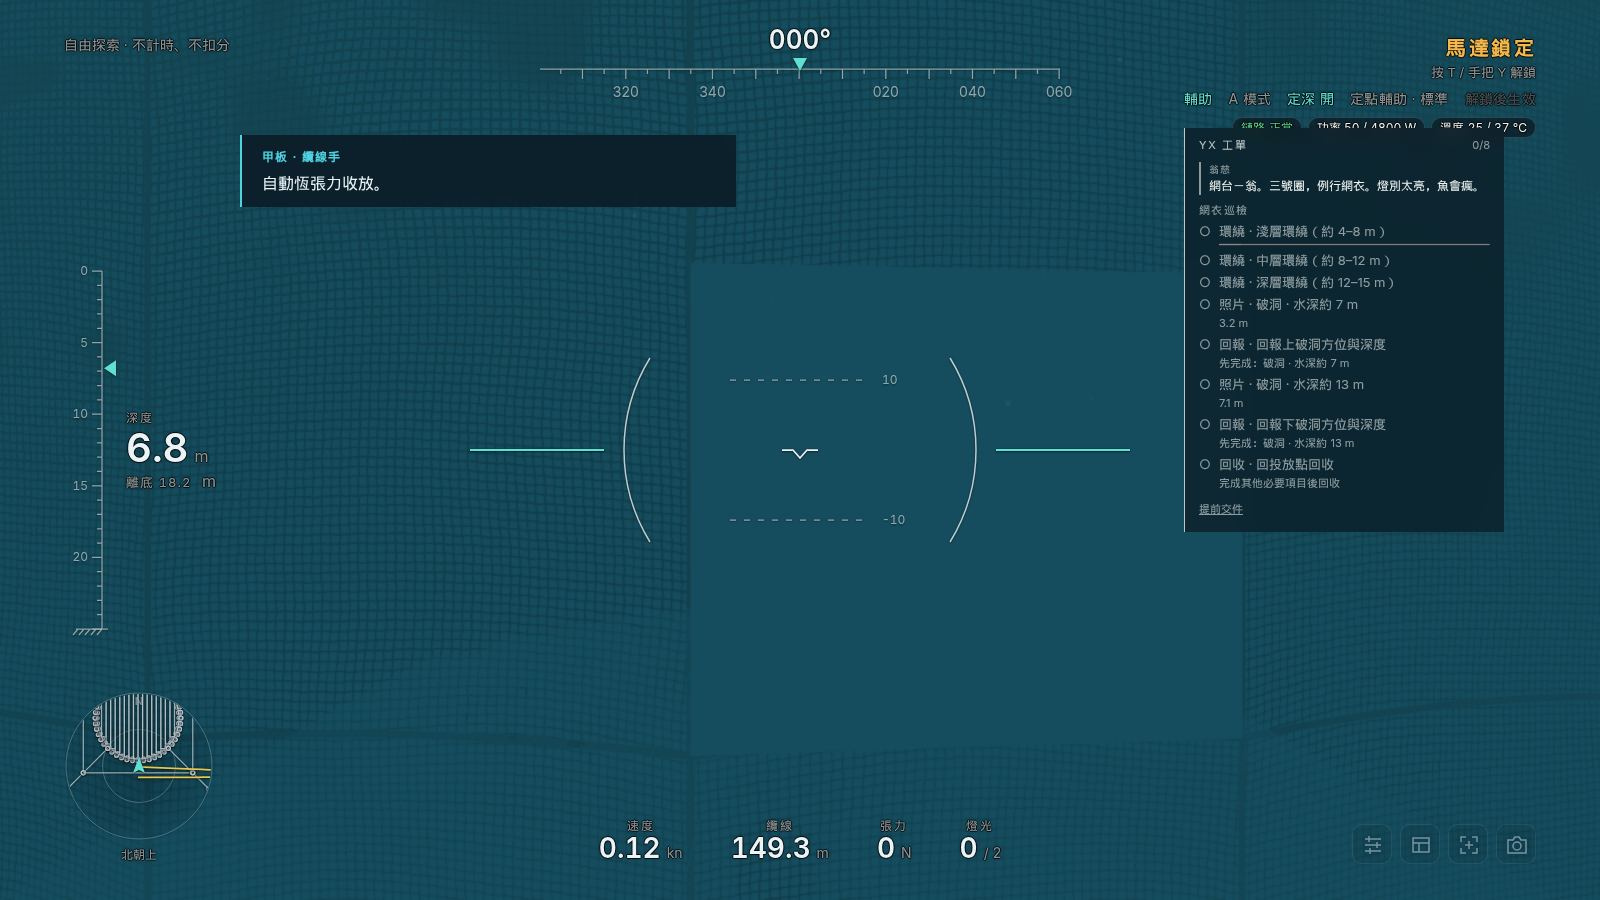 自由探索 · 不計時、不扣分
000°
320 340 020 040 060
馬達鎖定
按 T / 手把 Y 解鎖
輔助 A 模式 定深 開 定點輔助 · 標準 解鎖後生效
鏈路 正常 功率 50 / 4800 W 溫度 25 / 37 °C
甲板 · 纜線手
自動恆張力收放。
YX 工單 0/8
翁慈
網台－翁。三號圈，例行網衣。燈別太亮，魚會瘋。
網衣巡檢
環繞 · 淺層環繞（約 4–8 m）
環繞 · 中層環繞（約 8–12 m）
環繞 · 深層環繞（約 12–15 m）
照片 · 破洞 · 水深約 7 m
3.2 m
回報 · 回報上破洞方位與深度
先完成：破洞 · 水深約 7 m
照片 · 破洞 · 水深約 13 m
7.1 m
回報 · 回報下破洞方位與深度
先完成：破洞 · 水深約 13 m
回收 · 回投放點回收
完成其他必要項目後回收
提前交件
0
5
10
15
20
深度
6.8 m
離底 18.2 m
10
-10
N
北朝上
速度 纜線 張力 燈光
0.12 kn 149.3 m 0 N 0 / 2